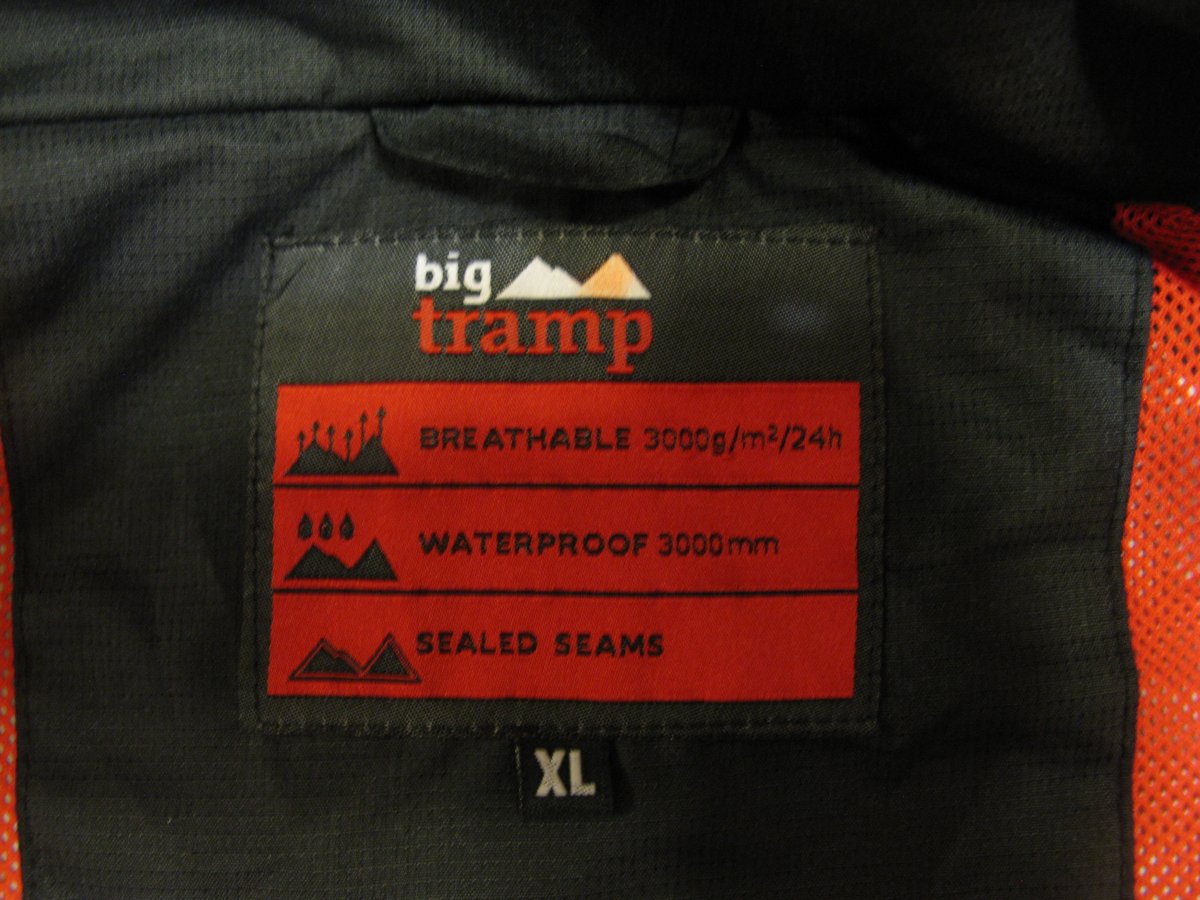 big
tramp
BREATHABLE 3000g/m²/24h
WATERPROOF 3000mm
SEALED SEAMS
XL